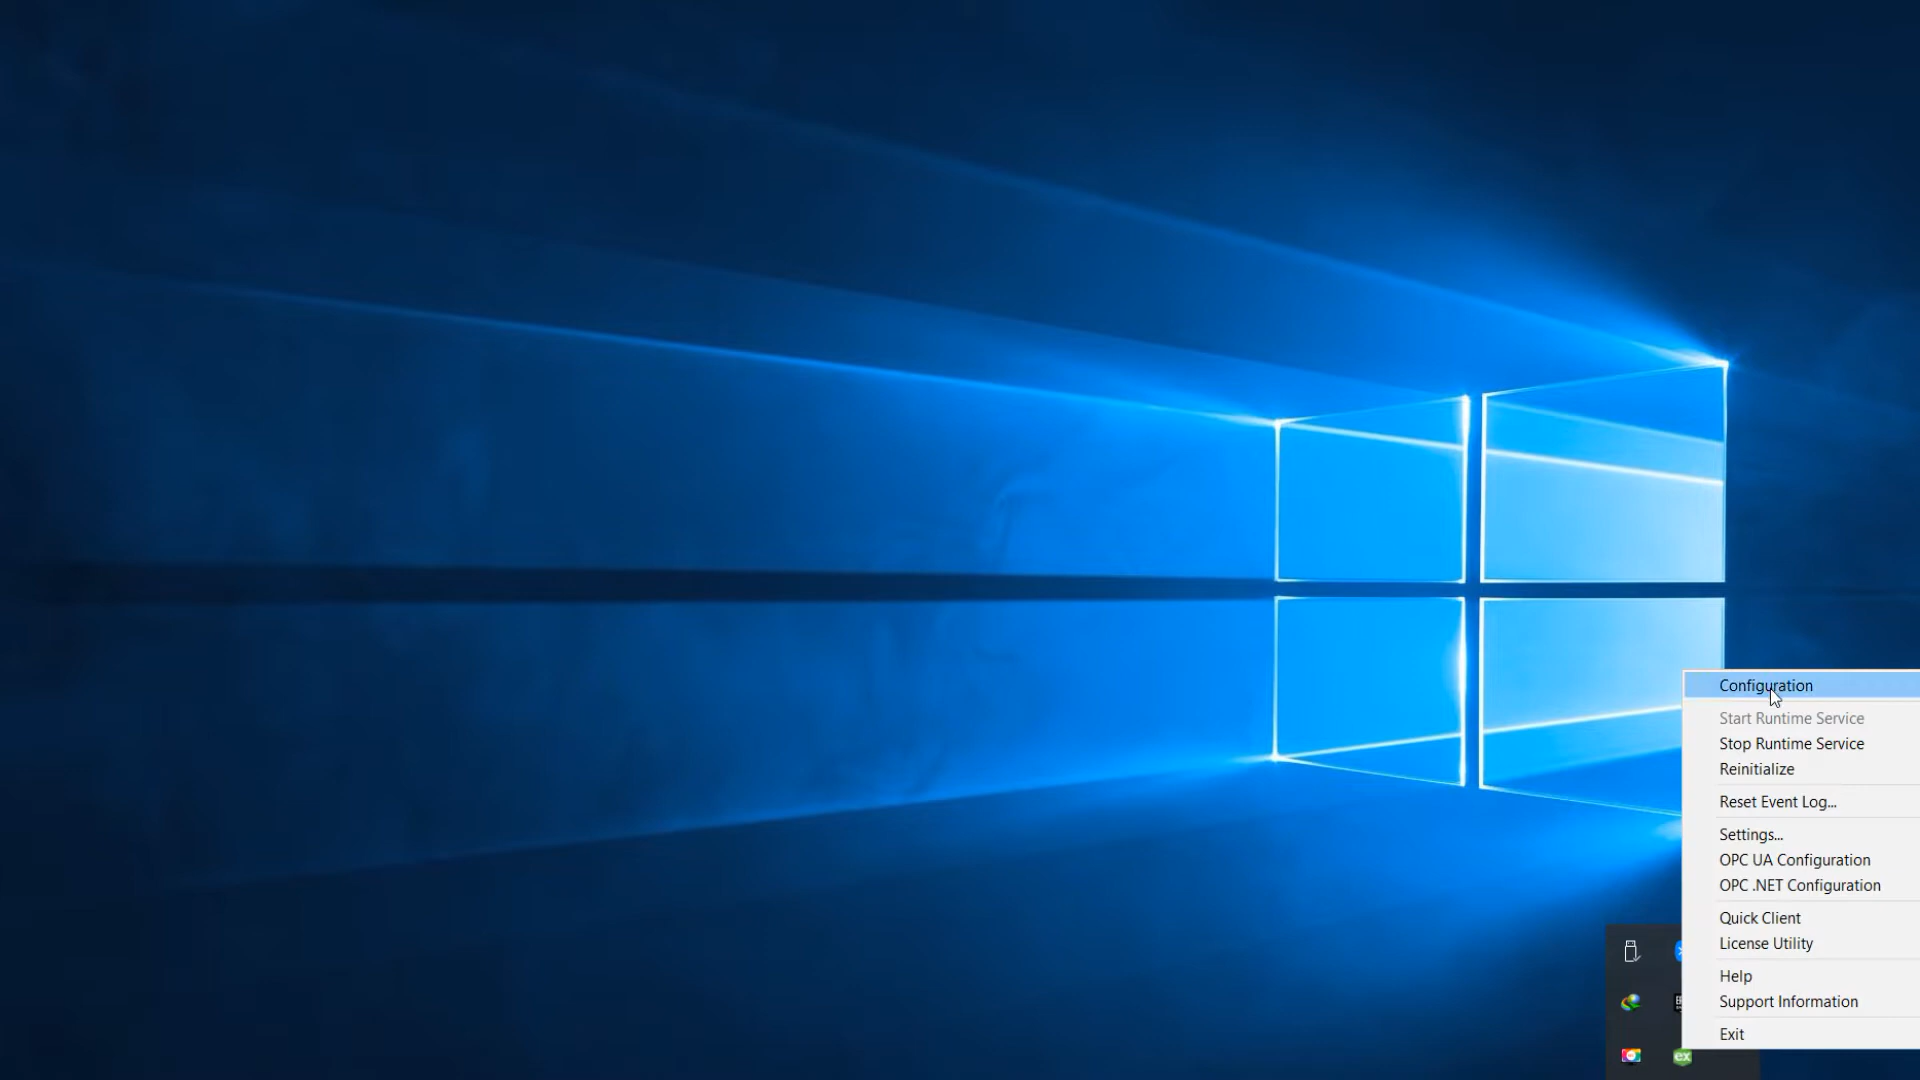 Configuration
Start Runtime Service
Stop Runtime Service
Reinitialize
Reset Event Log...
Settings...
OPC UA Configuration
OPC .NET Configuration
Quick Client
License Utility
Help
Support Information
Exit
ex